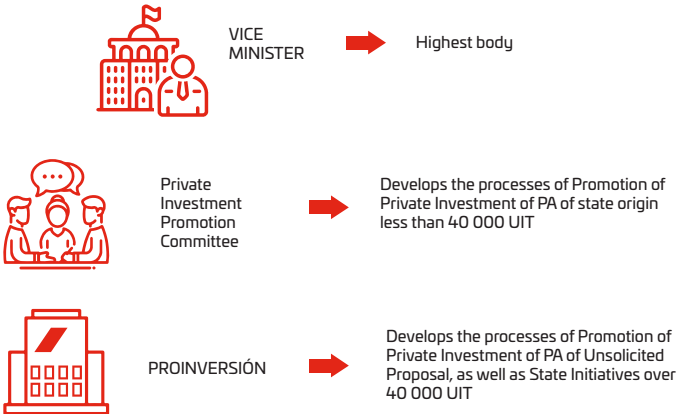 VICE
MINISTER
Highest body
Private
Investment
Promotion
Committee
Develops the processes of Promotion of
Private Investment of PA of state origin
less than 40 000 UIT
PROINVERSIÓN
Develops the processes of Promotion of
Private Investment of PA of Unsolicited
Proposal, as well as State Initiatives over
40 000 UIT